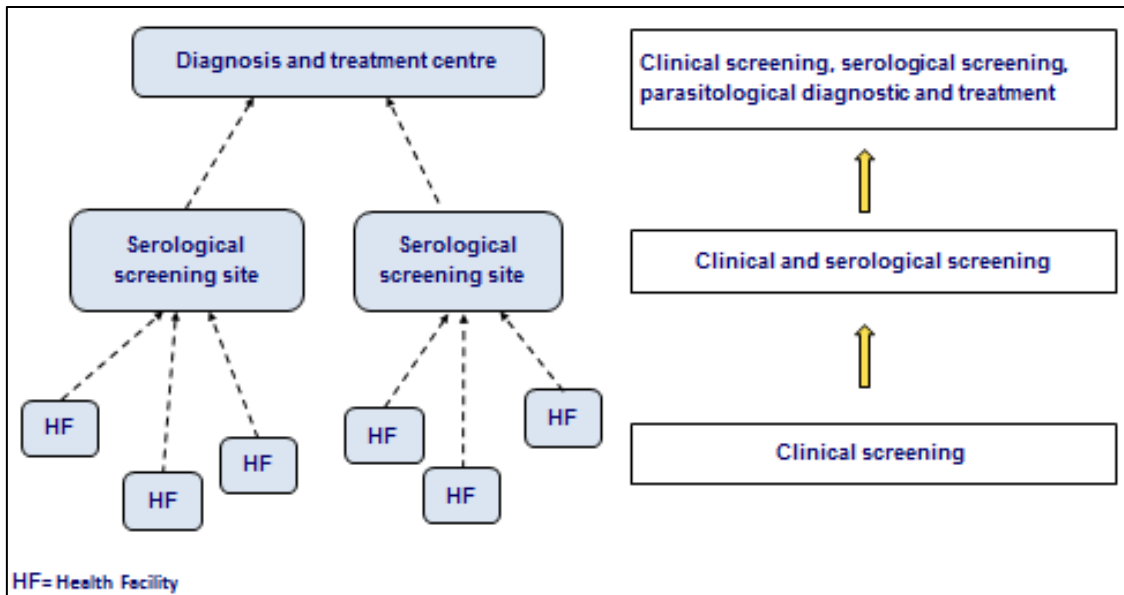 Diagnosis and treatment centre
Clinical screening, serological screening,
parasitological diagnostic and treatment
Serological
screening site
Serological
screening site
Clinical and serological screening
HF
HF
HF
HF
HF
HF
Clinical screening
HF= Health Facility